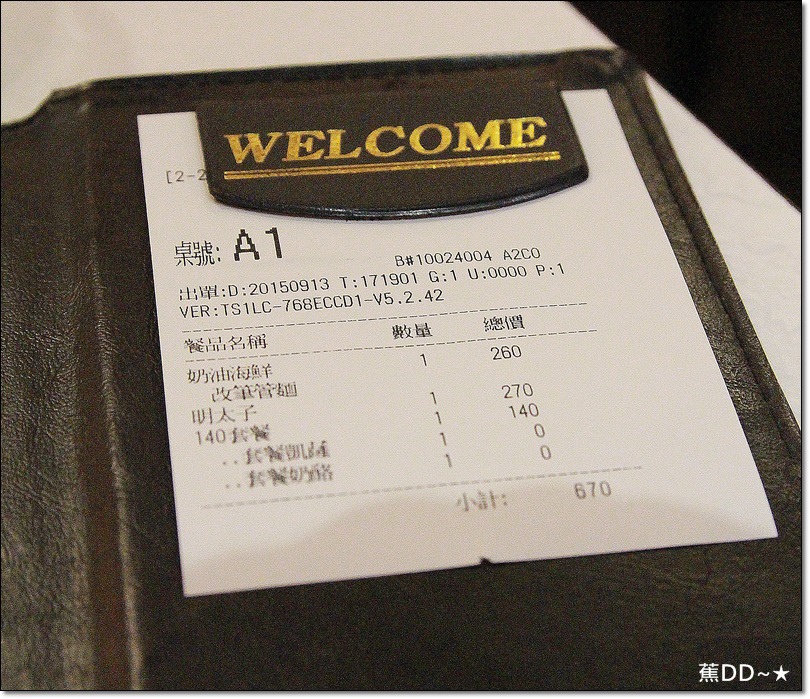 WELCOME
[2-2
桌號: A1
B#10024004 A2C0
出單:D:20150913 T:171901 G:1 U:0000 P:1
VER:TS1LC-768ECCD1-V5.2.42
餐品名稱 數量 總價
奶油海鮮 1 260
改筆管麵
明太子 1 270
140套餐 1 140
..套餐凱薩 1 0
..套餐奶酪 1 0
小計: 670
蕉DD~★